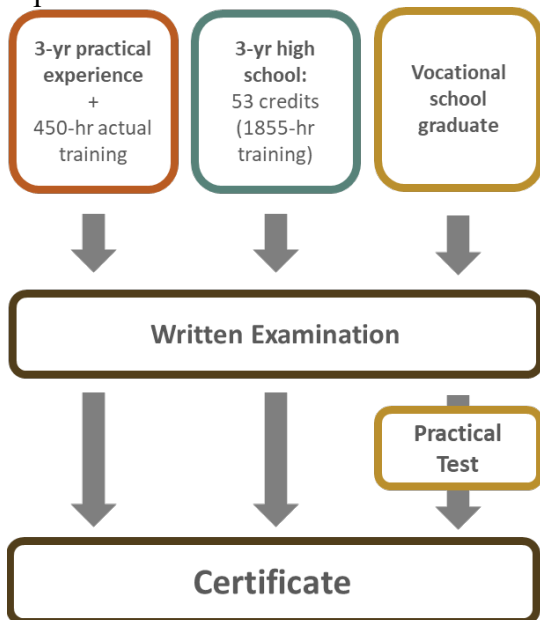 3-yr practical
experience
+
450-hr actual
training
3-yr high
school:
53 credits
(1855-hr
training)
Vocational
school
graduate
Written Examination
Practical
Test
Certificate